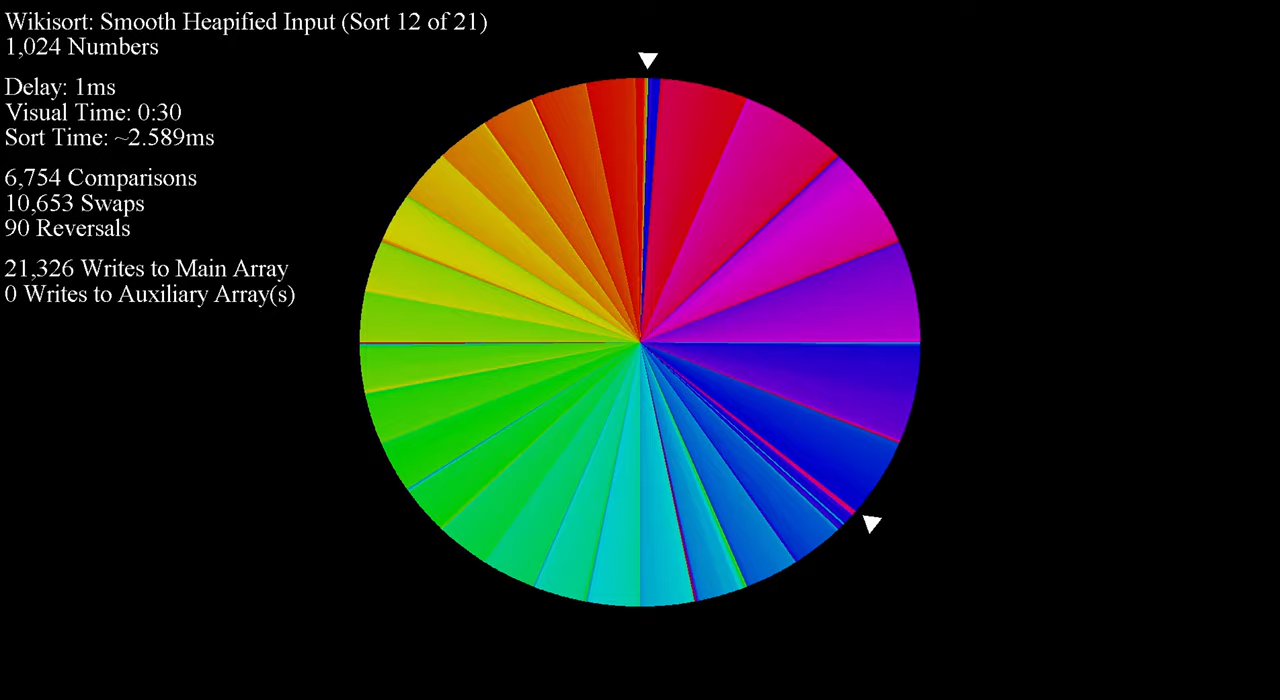 Wikisort: Smooth Heapified Input (Sort 12 of 21)
1,024 Numbers
Delay: 1ms
Visual Time: 0:30
Sort Time: ~2.589ms
6,754 Comparisons
10,653 Swaps
90 Reversals
21,326 Writes to Main Array
0 Writes to Auxiliary Array(s)